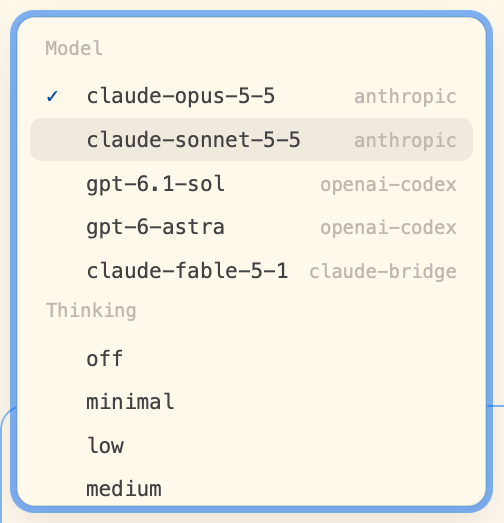 Model
✓ claude-opus-5-5 anthropic
claude-sonnet-5-5 anthropic
gpt-6.1-sol openai-codex
gpt-6-astra openai-codex
claude-fable-5-1 claude-bridge
Thinking
off
minimal
low
medium